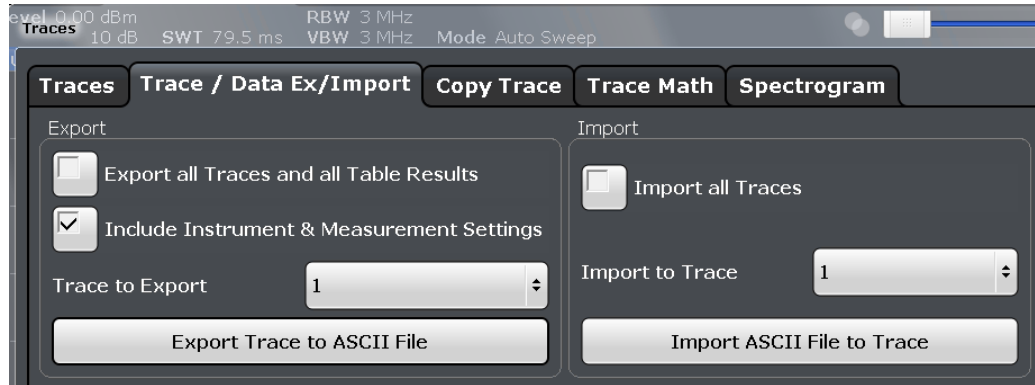 evel 0.00 dBm RBW 3 MHz
Traces 10 dB SWT 79.5 ms VBW 3 MHz Mode Auto Sweep
Traces Trace / Data Ex/Import Copy Trace Trace Math Spectrogram
Export Import
Export all Traces and all Table Results
Import all Traces
Include Instrument & Measurement Settings
Trace to Export 1 Import to Trace 1
Export Trace to ASCII File Import ASCII File to Trace